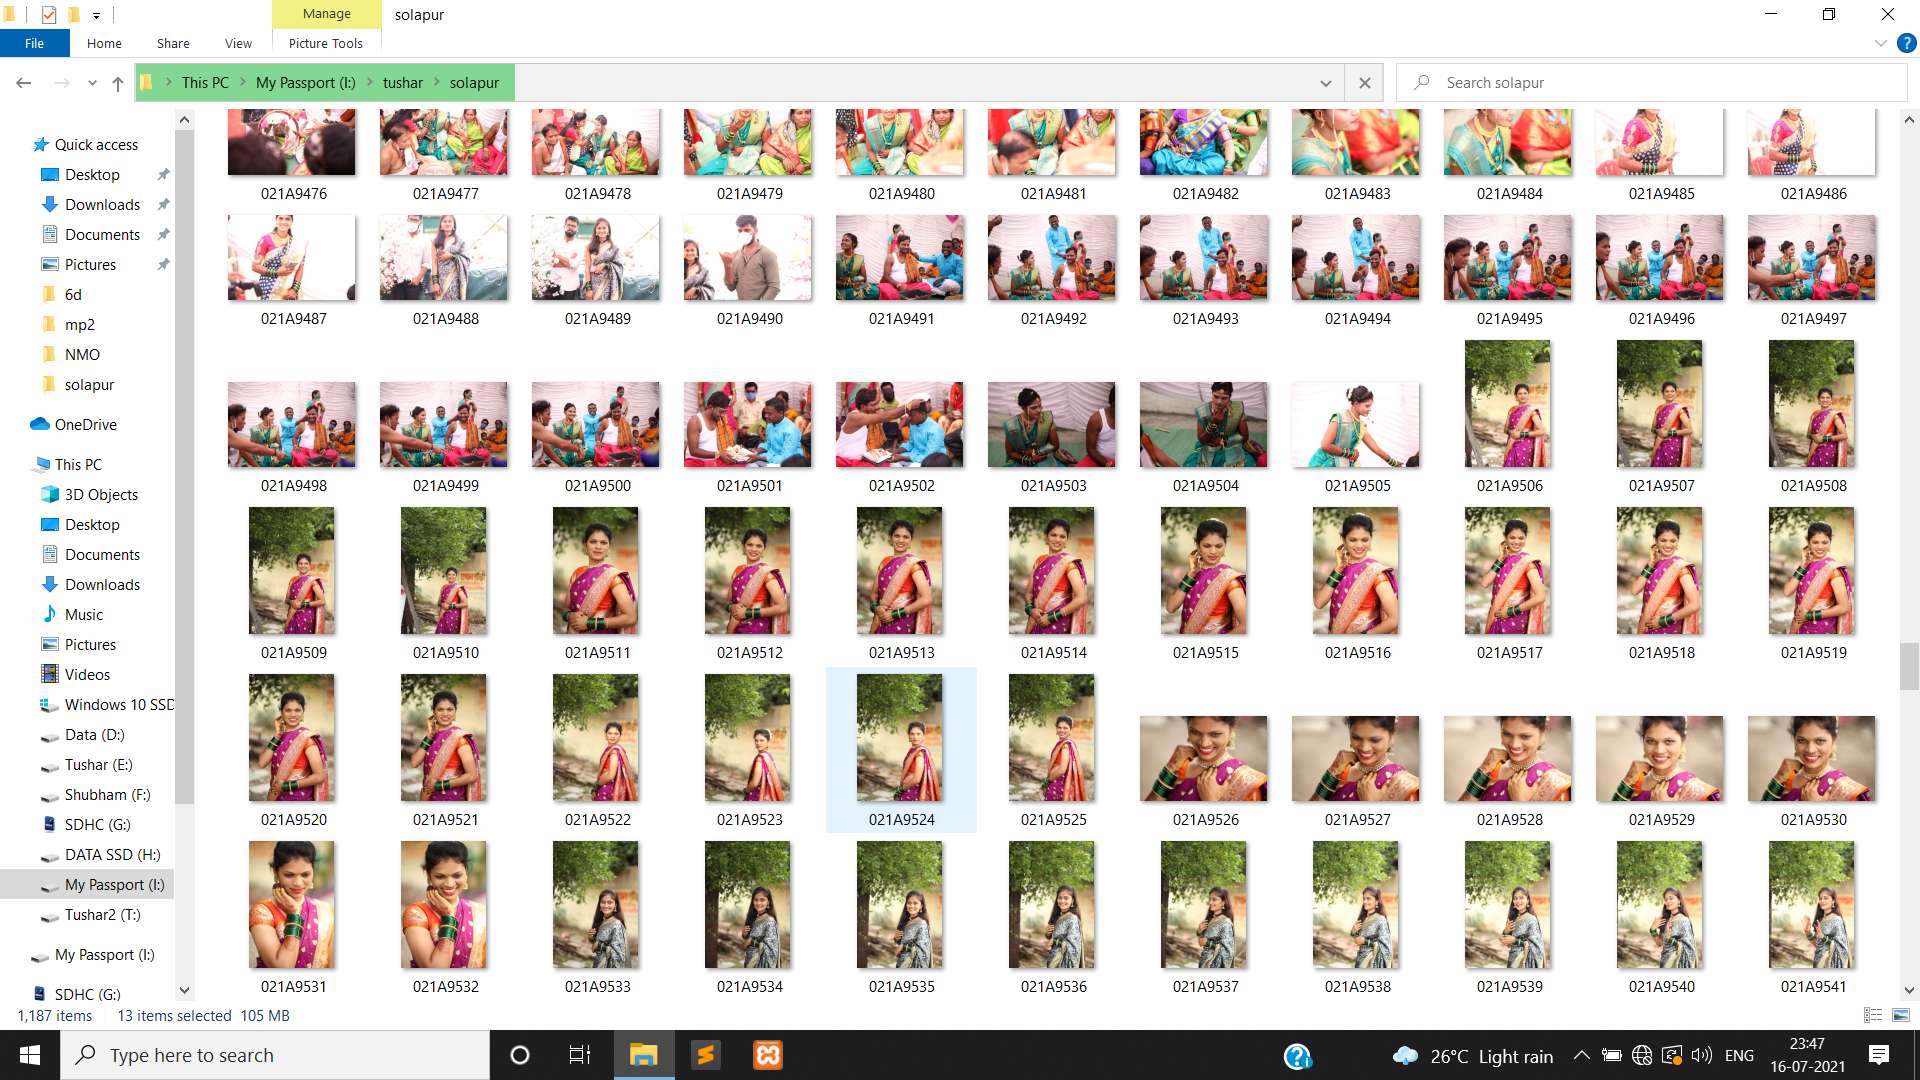 Manage
solapur
File
Home
Share
View
Picture Tools
This PC
My Passport (I:)
tushar
solapur
Search solapur
Quick access
Desktop
Downloads
Documents
Pictures
6d
mp2
NMO
solapur
OneDrive
This PC
3D Objects
Desktop
Documents
Downloads
Music
Pictures
Videos
Windows 10 SSD
Data (D:)
Tushar (E:)
Shubham (F:)
SDHC (G:)
DATA SSD (H:)
My Passport (I:)
Tushar2 (T:)
My Passport (I:)
SDHC (G:)
021A9476 021A9477 021A9478 021A9479 021A9480 021A9481 021A9482 021A9483 021A9484 021A9485 021A9486
021A9487 021A9488 021A9489 021A9490 021A9491 021A9492 021A9493 021A9494 021A9495 021A9496 021A9497
021A9498 021A9499 021A9500 021A9501 021A9502 021A9503 021A9504 021A9505 021A9506 021A9507 021A9508
021A9509 021A9510 021A9511 021A9512 021A9513 021A9514 021A9515 021A9516 021A9517 021A9518 021A9519
021A9520 021A9521 021A9522 021A9523 021A9524 021A9525 021A9526 021A9527 021A9528 021A9529 021A9530
021A9531 021A9532 021A9533 021A9534 021A9535 021A9536 021A9537 021A9538 021A9539 021A9540 021A9541
1,187 items 13 items selected 105 MB
Type here to search
26°C Light rain
ENG
23:47
16-07-2021